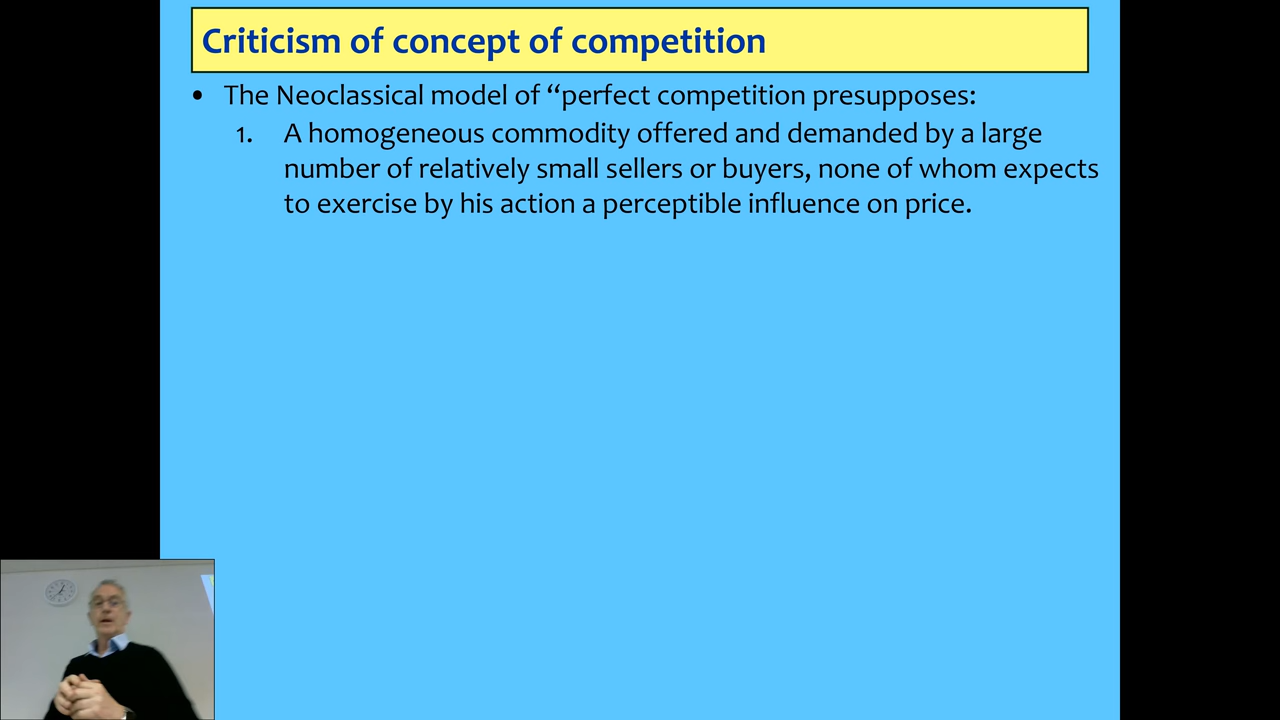 Criticism of concept of competition
• The Neoclassical model of “perfect competition presupposes:
1. A homogeneous commodity offered and demanded by a large
number of relatively small sellers or buyers, none of whom expects
to exercise by his action a perceptible influence on price.